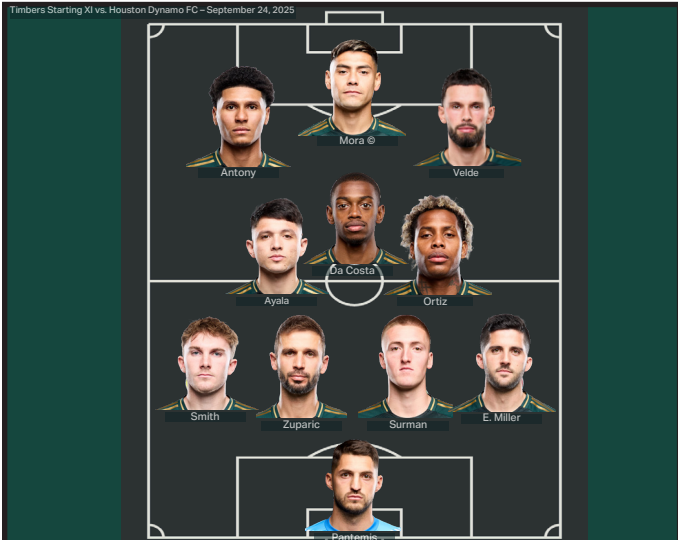 Timbers Starting XI vs. Houston Dynamo FC – September 24, 2025
Mora ©
Antony
Velde
Da Costa
Ayala
Ortiz
Smith
Zuparic
Surman
E. Miller
Pantemis